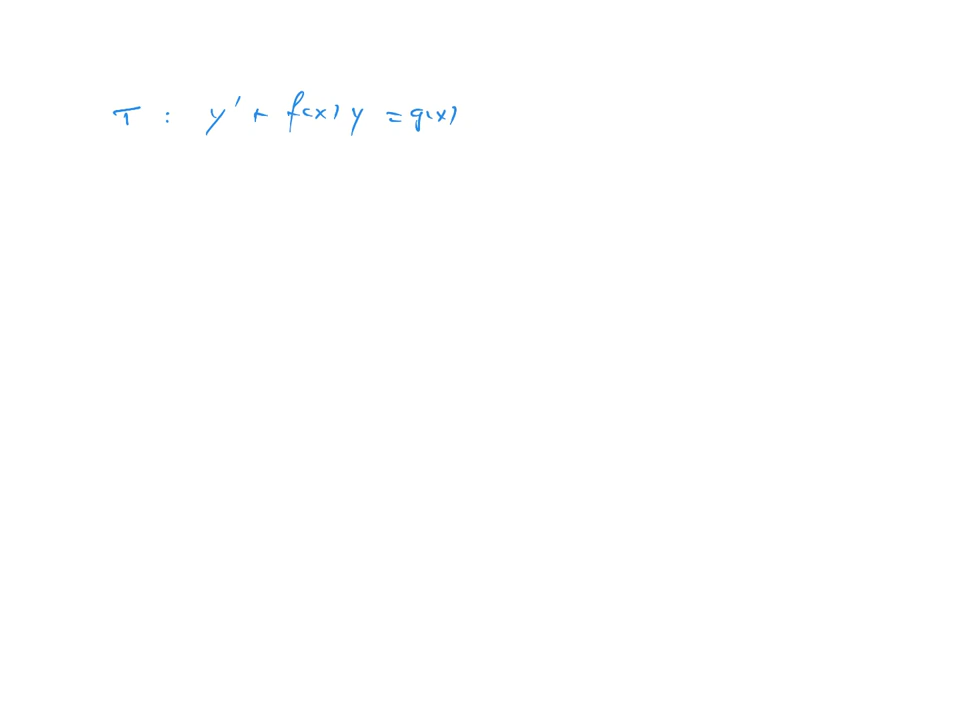 T : y' + f(x) y = g(x)